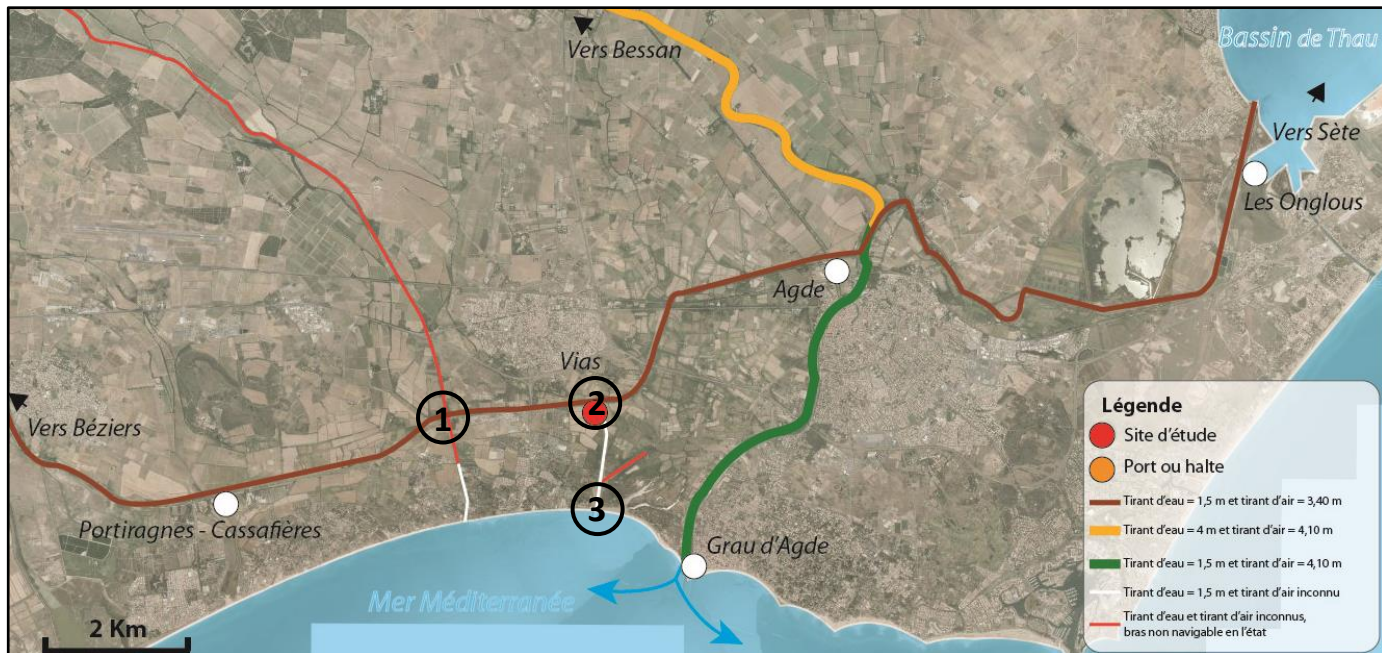 Vers Bessan
Bassin de Thau
Vers Sète
Les Onglous
Agde
Vias
1
2
Vers Béziers
3
Portiragnes - Cassafières
Grau d'Agde
Mer Méditerranée
2 Km
Légende
Site d'étude
Port ou halte
Tirant d'eau = 1,5 m et tirant d'air = 3,40 m
Tirant d'eau = 4 m et tirant d'air = 4,10 m
Tirant d'eau = 1,5 m et tirant d'air = 4,10 m
Tirant d'eau = 1,5 m et tirant d'air inconnu
Tirant d'eau et tirant d'air inconnus,
bras non navigable en l'état